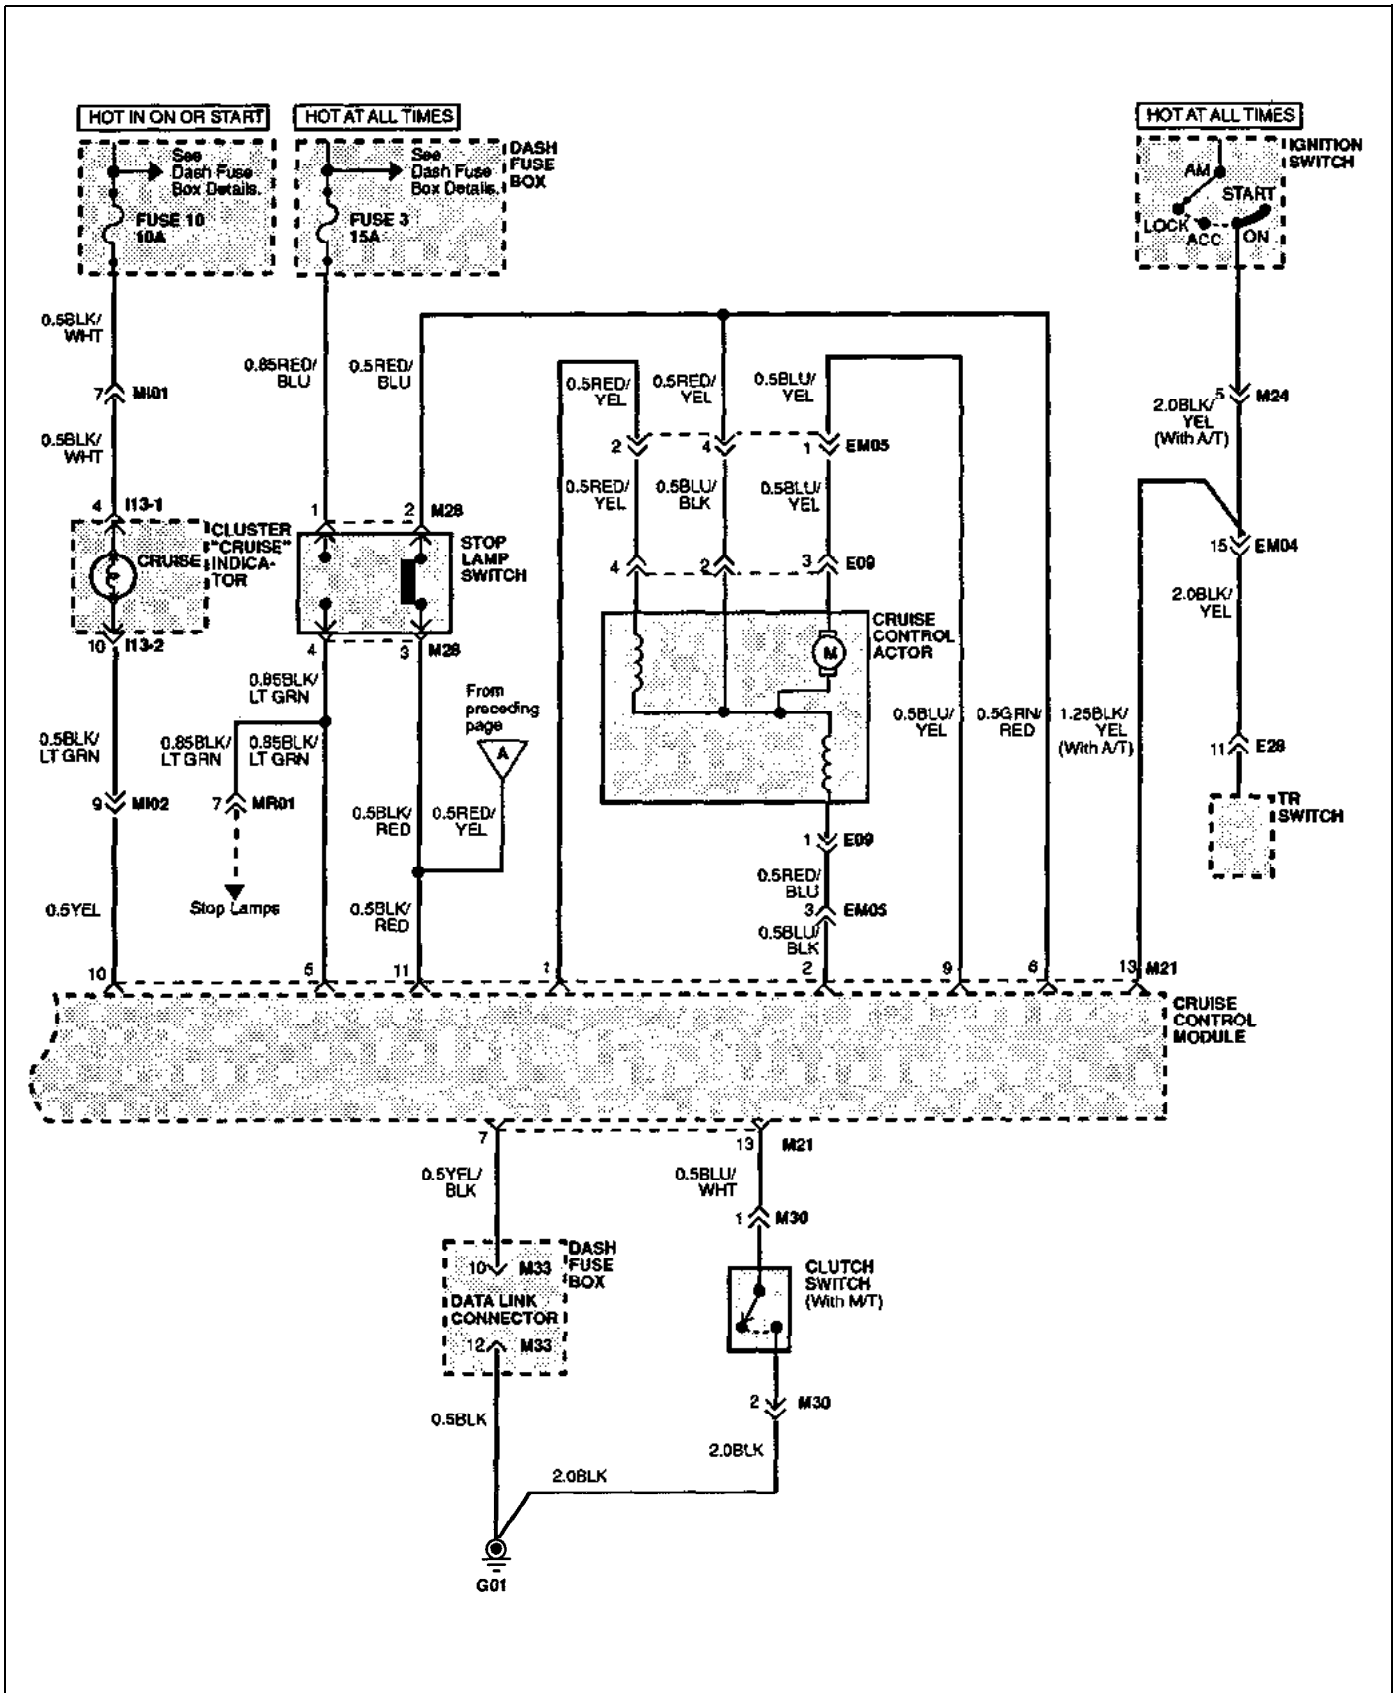 HOT IN ON OR START
HOT AT ALL TIMES
HOT AT ALL TIMES
See
Dash Fuse
Box Details.
FUSE 10
10A
See
Dash Fuse
Box Details.
FUSE 3
15A
DASH
FUSE
BOX
IGNITION
SWITCH
AM
START
LOCK
ACC
ON
0.5BLK/
WHT
0.85RED/
BLU
0.5RED/
BLU
0.5RED/
YEL
0.5RED/
YEL
0.5BLU/
YEL
7
MI01
5
M24
2.0BLK/
YEL
(With A/T)
0.5BLK/
WHT
2
4
1
EM05
0.5RED/
YEL
0.5BLU/
BLK
0.5BLU/
YEL
4
I13-1
1
2
M28
CLUSTER
"CRUISE"
INDICA-
TOR
CRUISE
STOP
LAMP
SWITCH
4
2
3
E09
15
EM04
2.0BLK/
YEL
10
I13-2
4
3
M28
CRUISE
CONTROL
ACTOR
M
0.85BLK/
LT GRN
From
preceding
page
A
0.5BLK/
LT GRN
0.85BLK/
LT GRN
0.85BLK/
LT GRN
0.5BLU/
YEL
0.5GRN/
RED
1.25BLK/
YEL
(With A/T)
11
E28
9
MI02
7
MR01
0.5BLK/
RED
0.5RED/
YEL
TR
SWITCH
1
E09
0.5RED/
BLU
0.5YEL
Stop Lamps
0.5BLK/
RED
3
EM05
0.5BLU/
BLK
10
5
11
1
2
9
6
13
M21
CRUISE
CONTROL
MODULE
7
13
M21
0.5YEL/
BLK
0.5BLU/
WHT
1
M30
10
M33
DASH
FUSE
BOX
DATA LINK
CONNECTOR
12
M33
CLUTCH
SWITCH
(With M/T)
2
M30
0.5BLK
2.0BLK
2.0BLK
G01